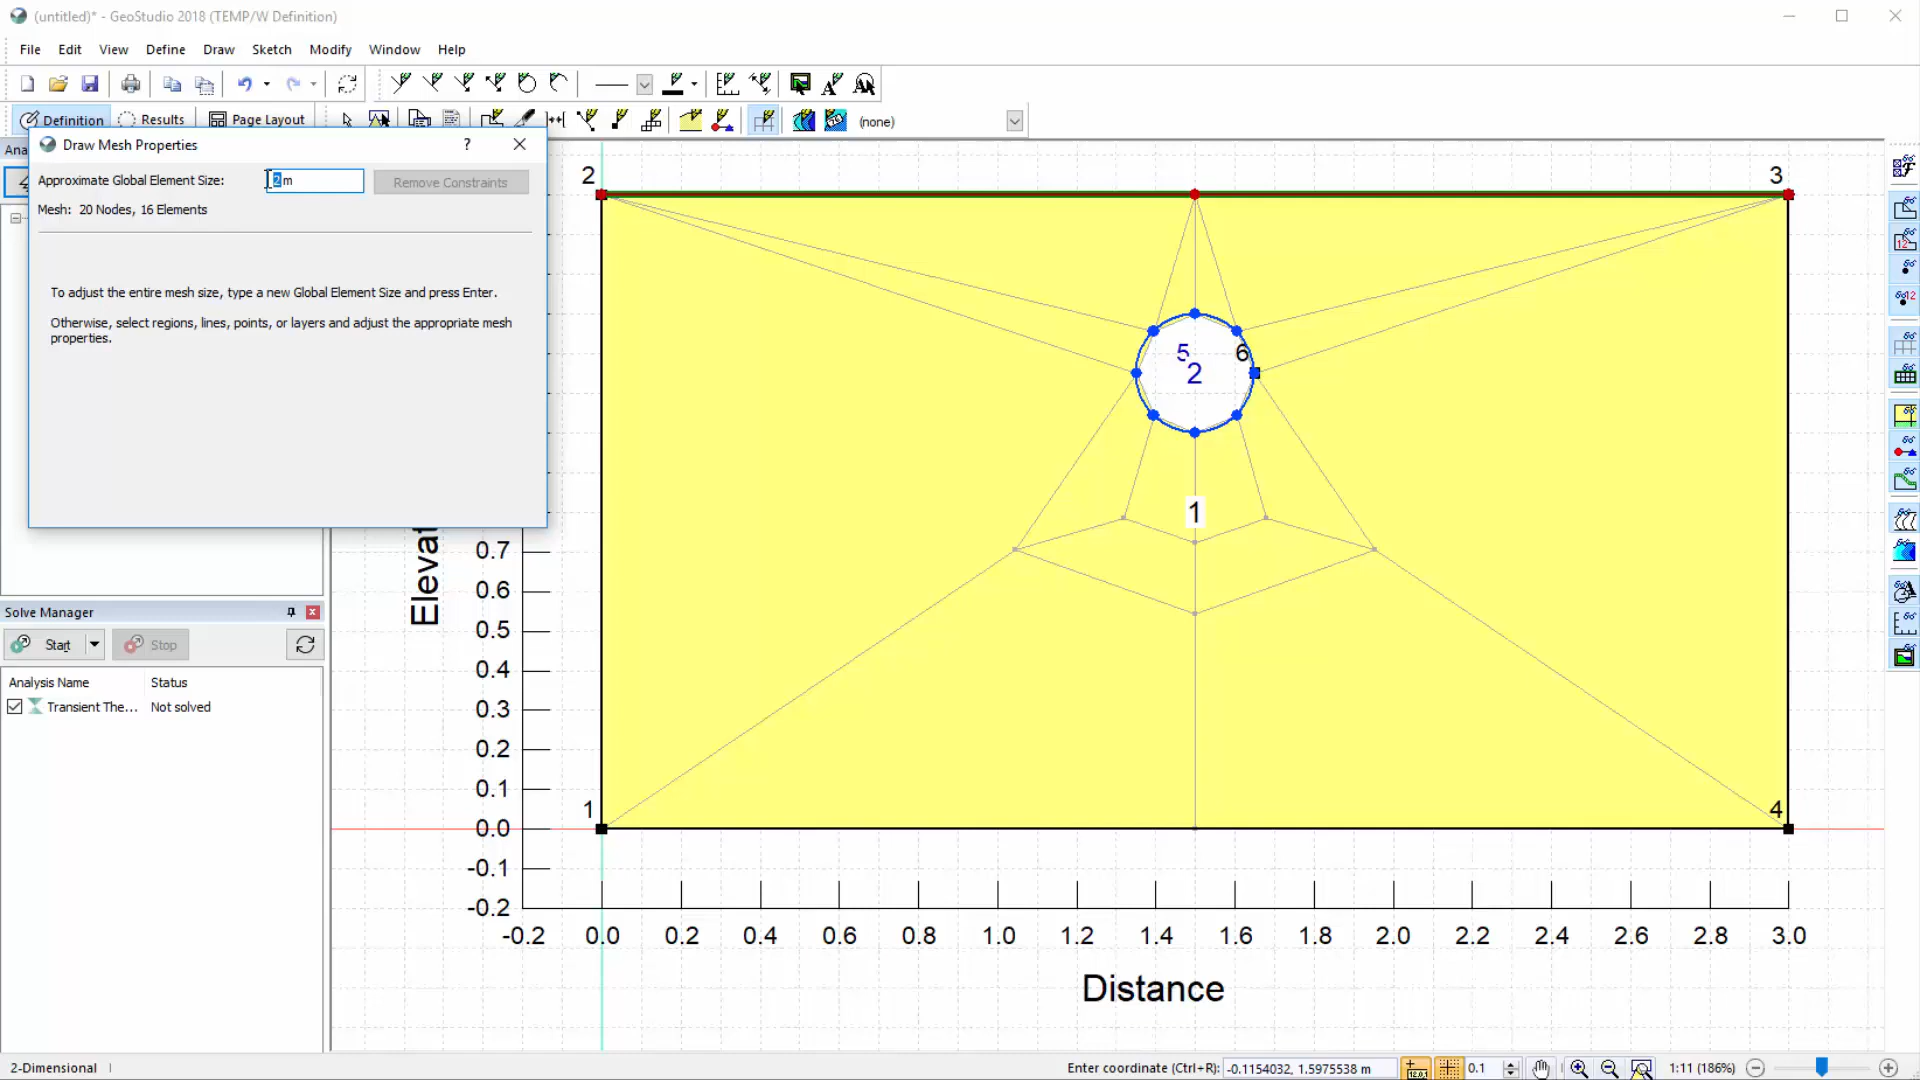 (untitled)* - GeoStudio 2018 (TEMP/W Definition)
File Edit View Define Draw Sketch Modify Window Help
Definition Results Page Layout (none)
Ana
Draw Mesh Properties ?
Approximate Global Element Size: 2 m Remove Constraints
Mesh: 20 Nodes, 16 Elements
To adjust the entire mesh size, type a new Global Element Size and press Enter.
Otherwise, select regions, lines, points, or layers and adjust the appropriate mesh
properties.
2 3
5 6
2
1
1 4
Elevat
0.7
0.6
0.5
0.4
0.3
0.2
0.1
0.0
-0.1
-0.2
-0.2 0.0 0.2 0.4 0.6 0.8 1.0 1.2 1.4 1.6 1.8 2.0 2.2 2.4 2.6 2.8 3.0
Distance
Solve Manager
Start Stop
Analysis Name Status
Transient The... Not solved
2-Dimensional
Enter coordinate (Ctrl+R): -0.1154032, 1.5975538 m 0.1 1:11 (186%)